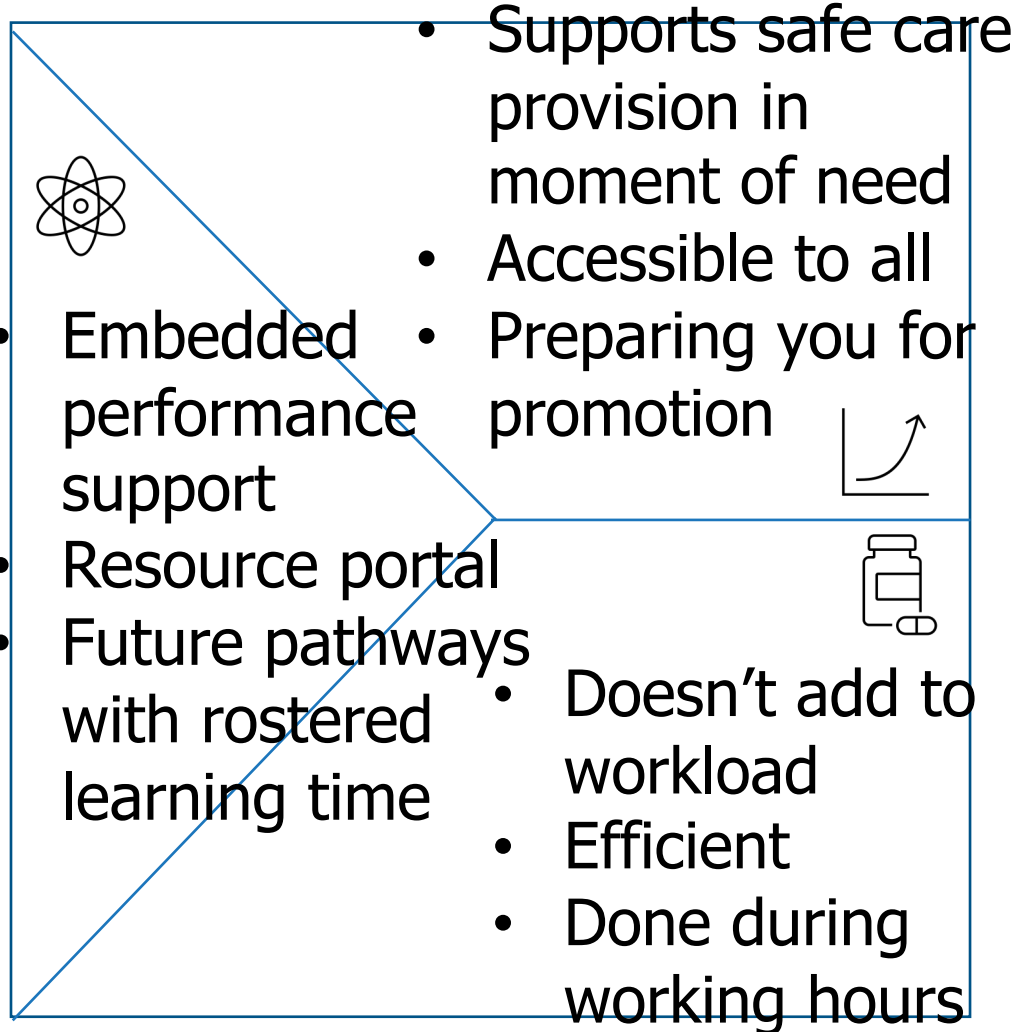 • Supports safe care
provision in
moment of need
• Accessible to all
• Preparing you for
promotion
• Embedded
performance
support
• Resource portal
• Future pathways
with rostered
learning time
• Doesn’t add to
workload
• Efficient
• Done during
working hours